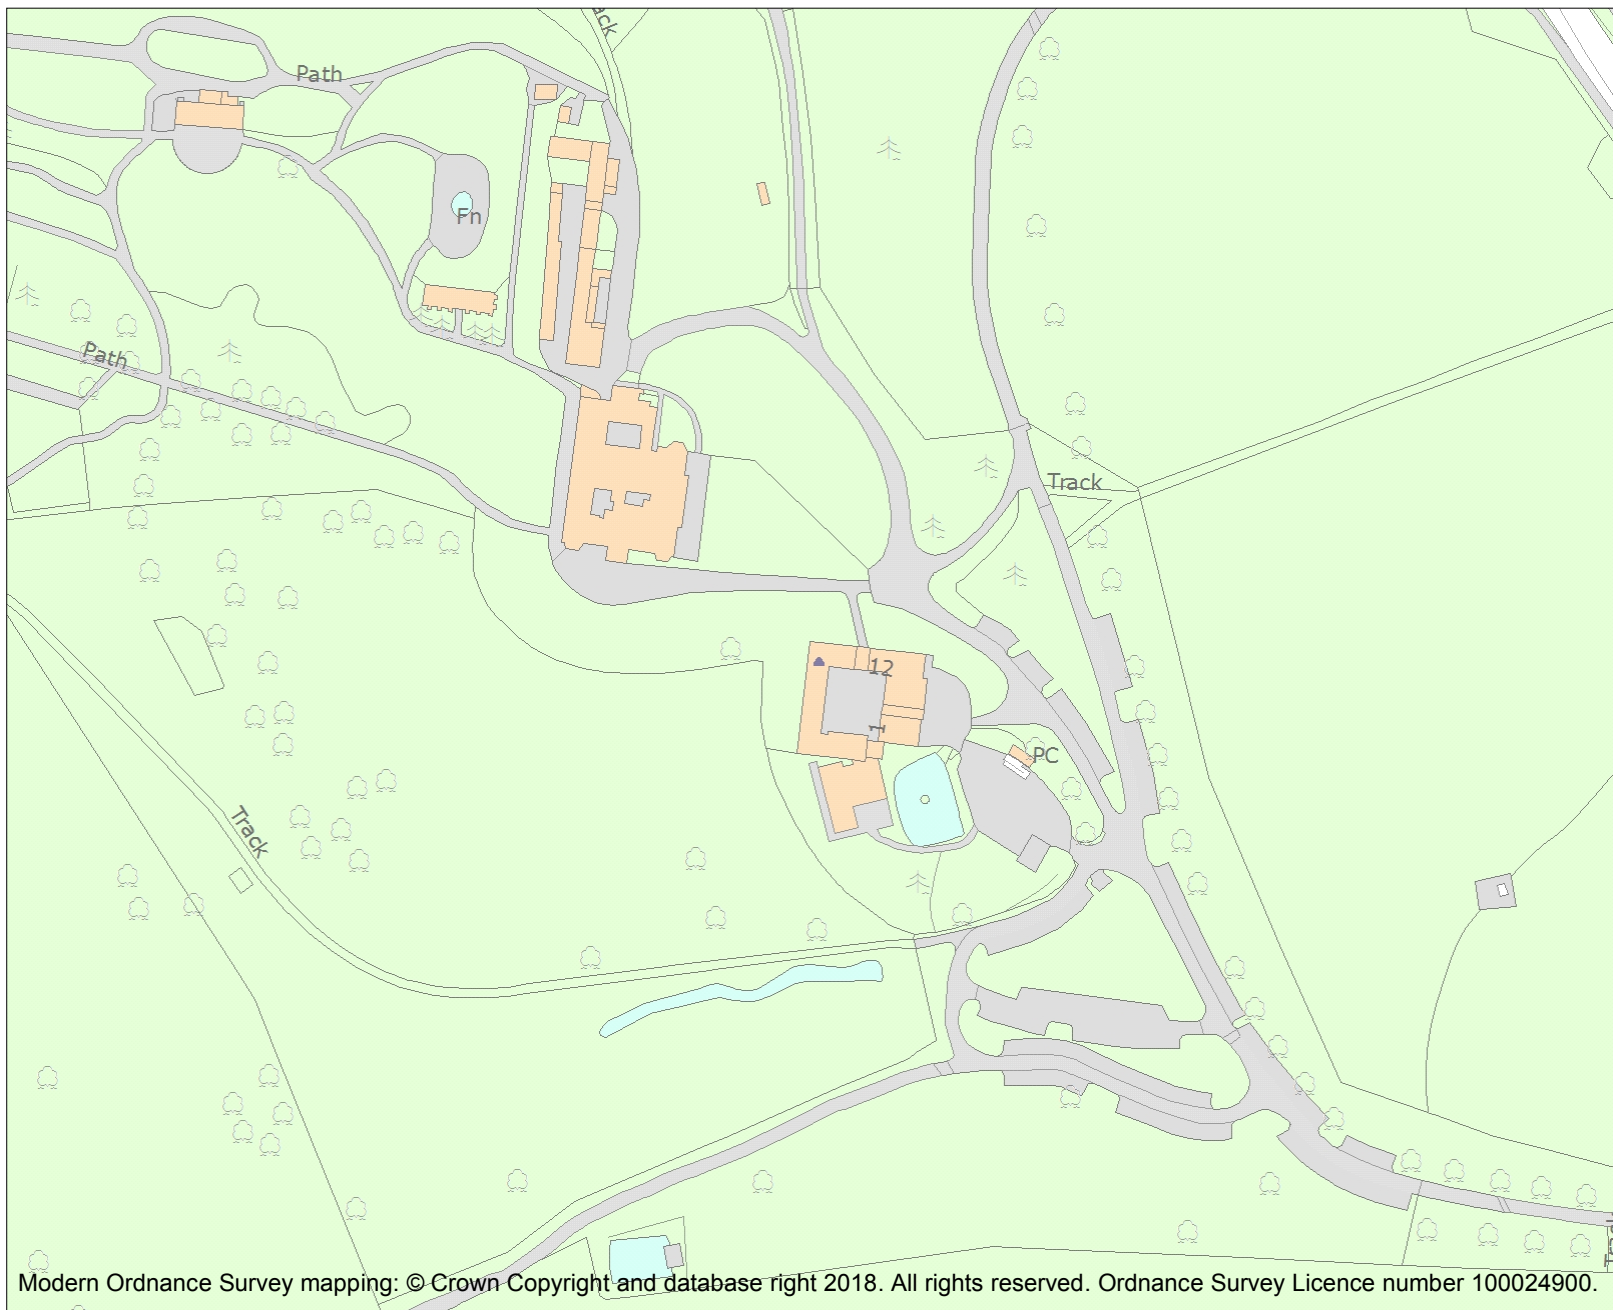 ack
Path
Fn
Path
Track
12
1
PC
Track
Modern Ordnance Survey mapping: © Crown Copyright and database right 2018. All rights reserved. Ordnance Survey Licence number 100024900.